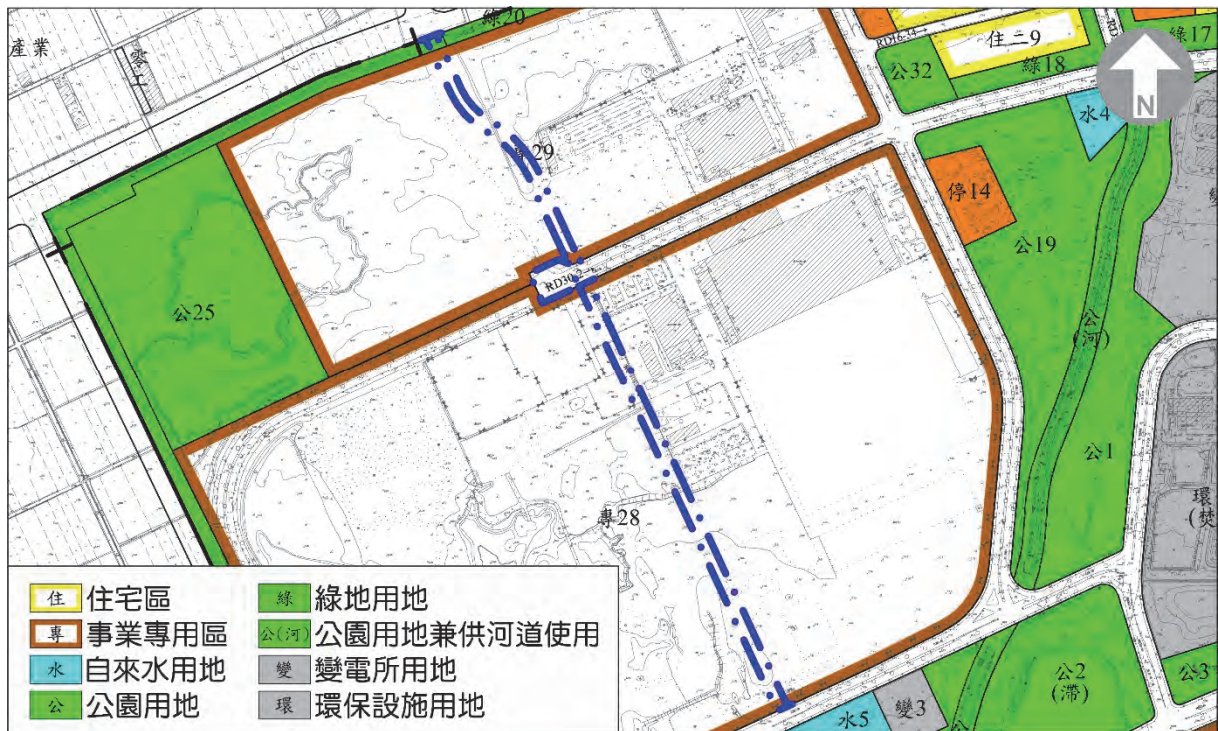 綠20
產業
零工
RD16-34
住二9
綠17
公32
綠18
N
水4
29
停14
公19
RD30-2
公25
公
(河)
公1
環
(焚
專28
公2
(滯)
公3
水5
變3
公
住 住宅區
專 事業專用區
水 自來水用地
公 公園用地
綠 綠地用地
公(河) 公園用地兼供河道使用
變 變電所用地
環 環保設施用地